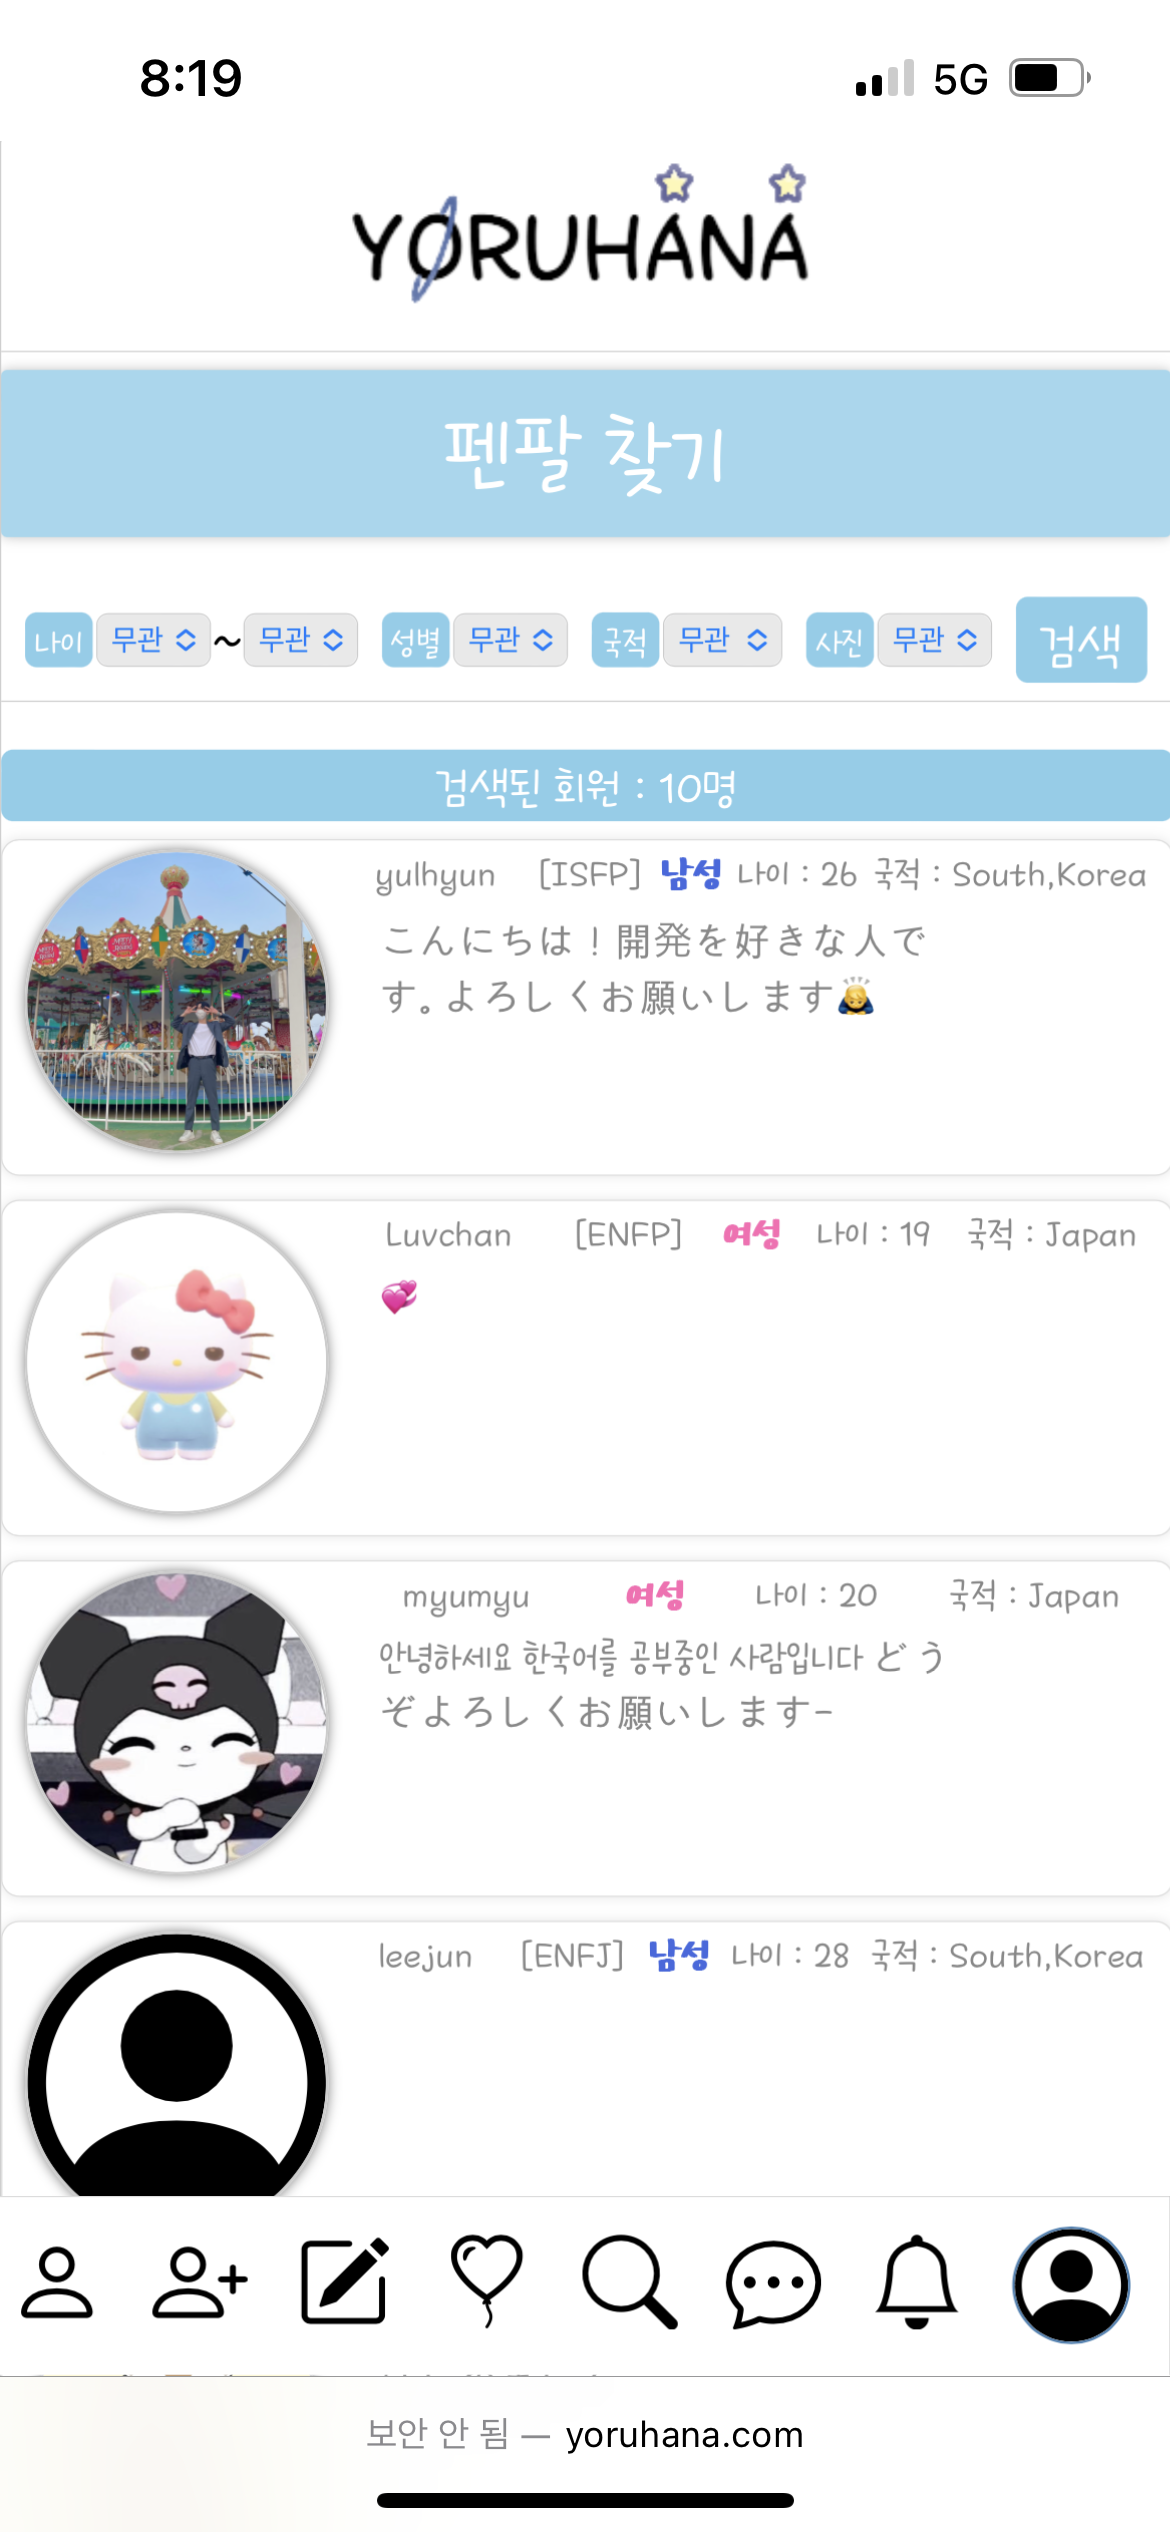 8:19 5G
YORUHANA
펜팔 찾기
나이 무관 ~ 무관 성별 무관 국적 무관 사진 무관 검색
검색된 회원 : 10명
yulhyun [ISFP] 남성 나이 : 26 국적 : South,Korea
こんにちは！開発を好きな人で
す。よろしくお願いします🙇
Luvchan [ENFP] 여성 나이 : 19 국적 : Japan
💞
myumyu 여성 나이 : 20 국적 : Japan
안녕하세요 한국어를 공부중인 사람입니다 どう
ぞよろしくお願いします-
leejun [ENFJ] 남성 나이 : 28 국적 : South,Korea
보안 안 됨 — yoruhana.com